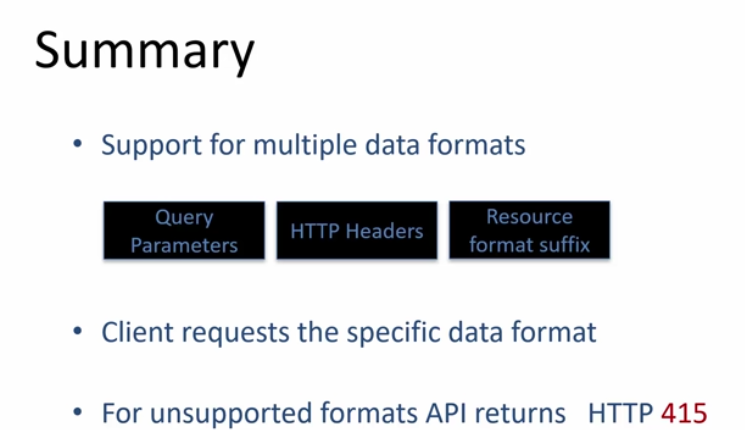 Summary
• Support for multiple data formats
Query
Parameters
HTTP Headers
Resource
format suffix
• Client requests the specific data format
• For unsupported formats API returns HTTP 415